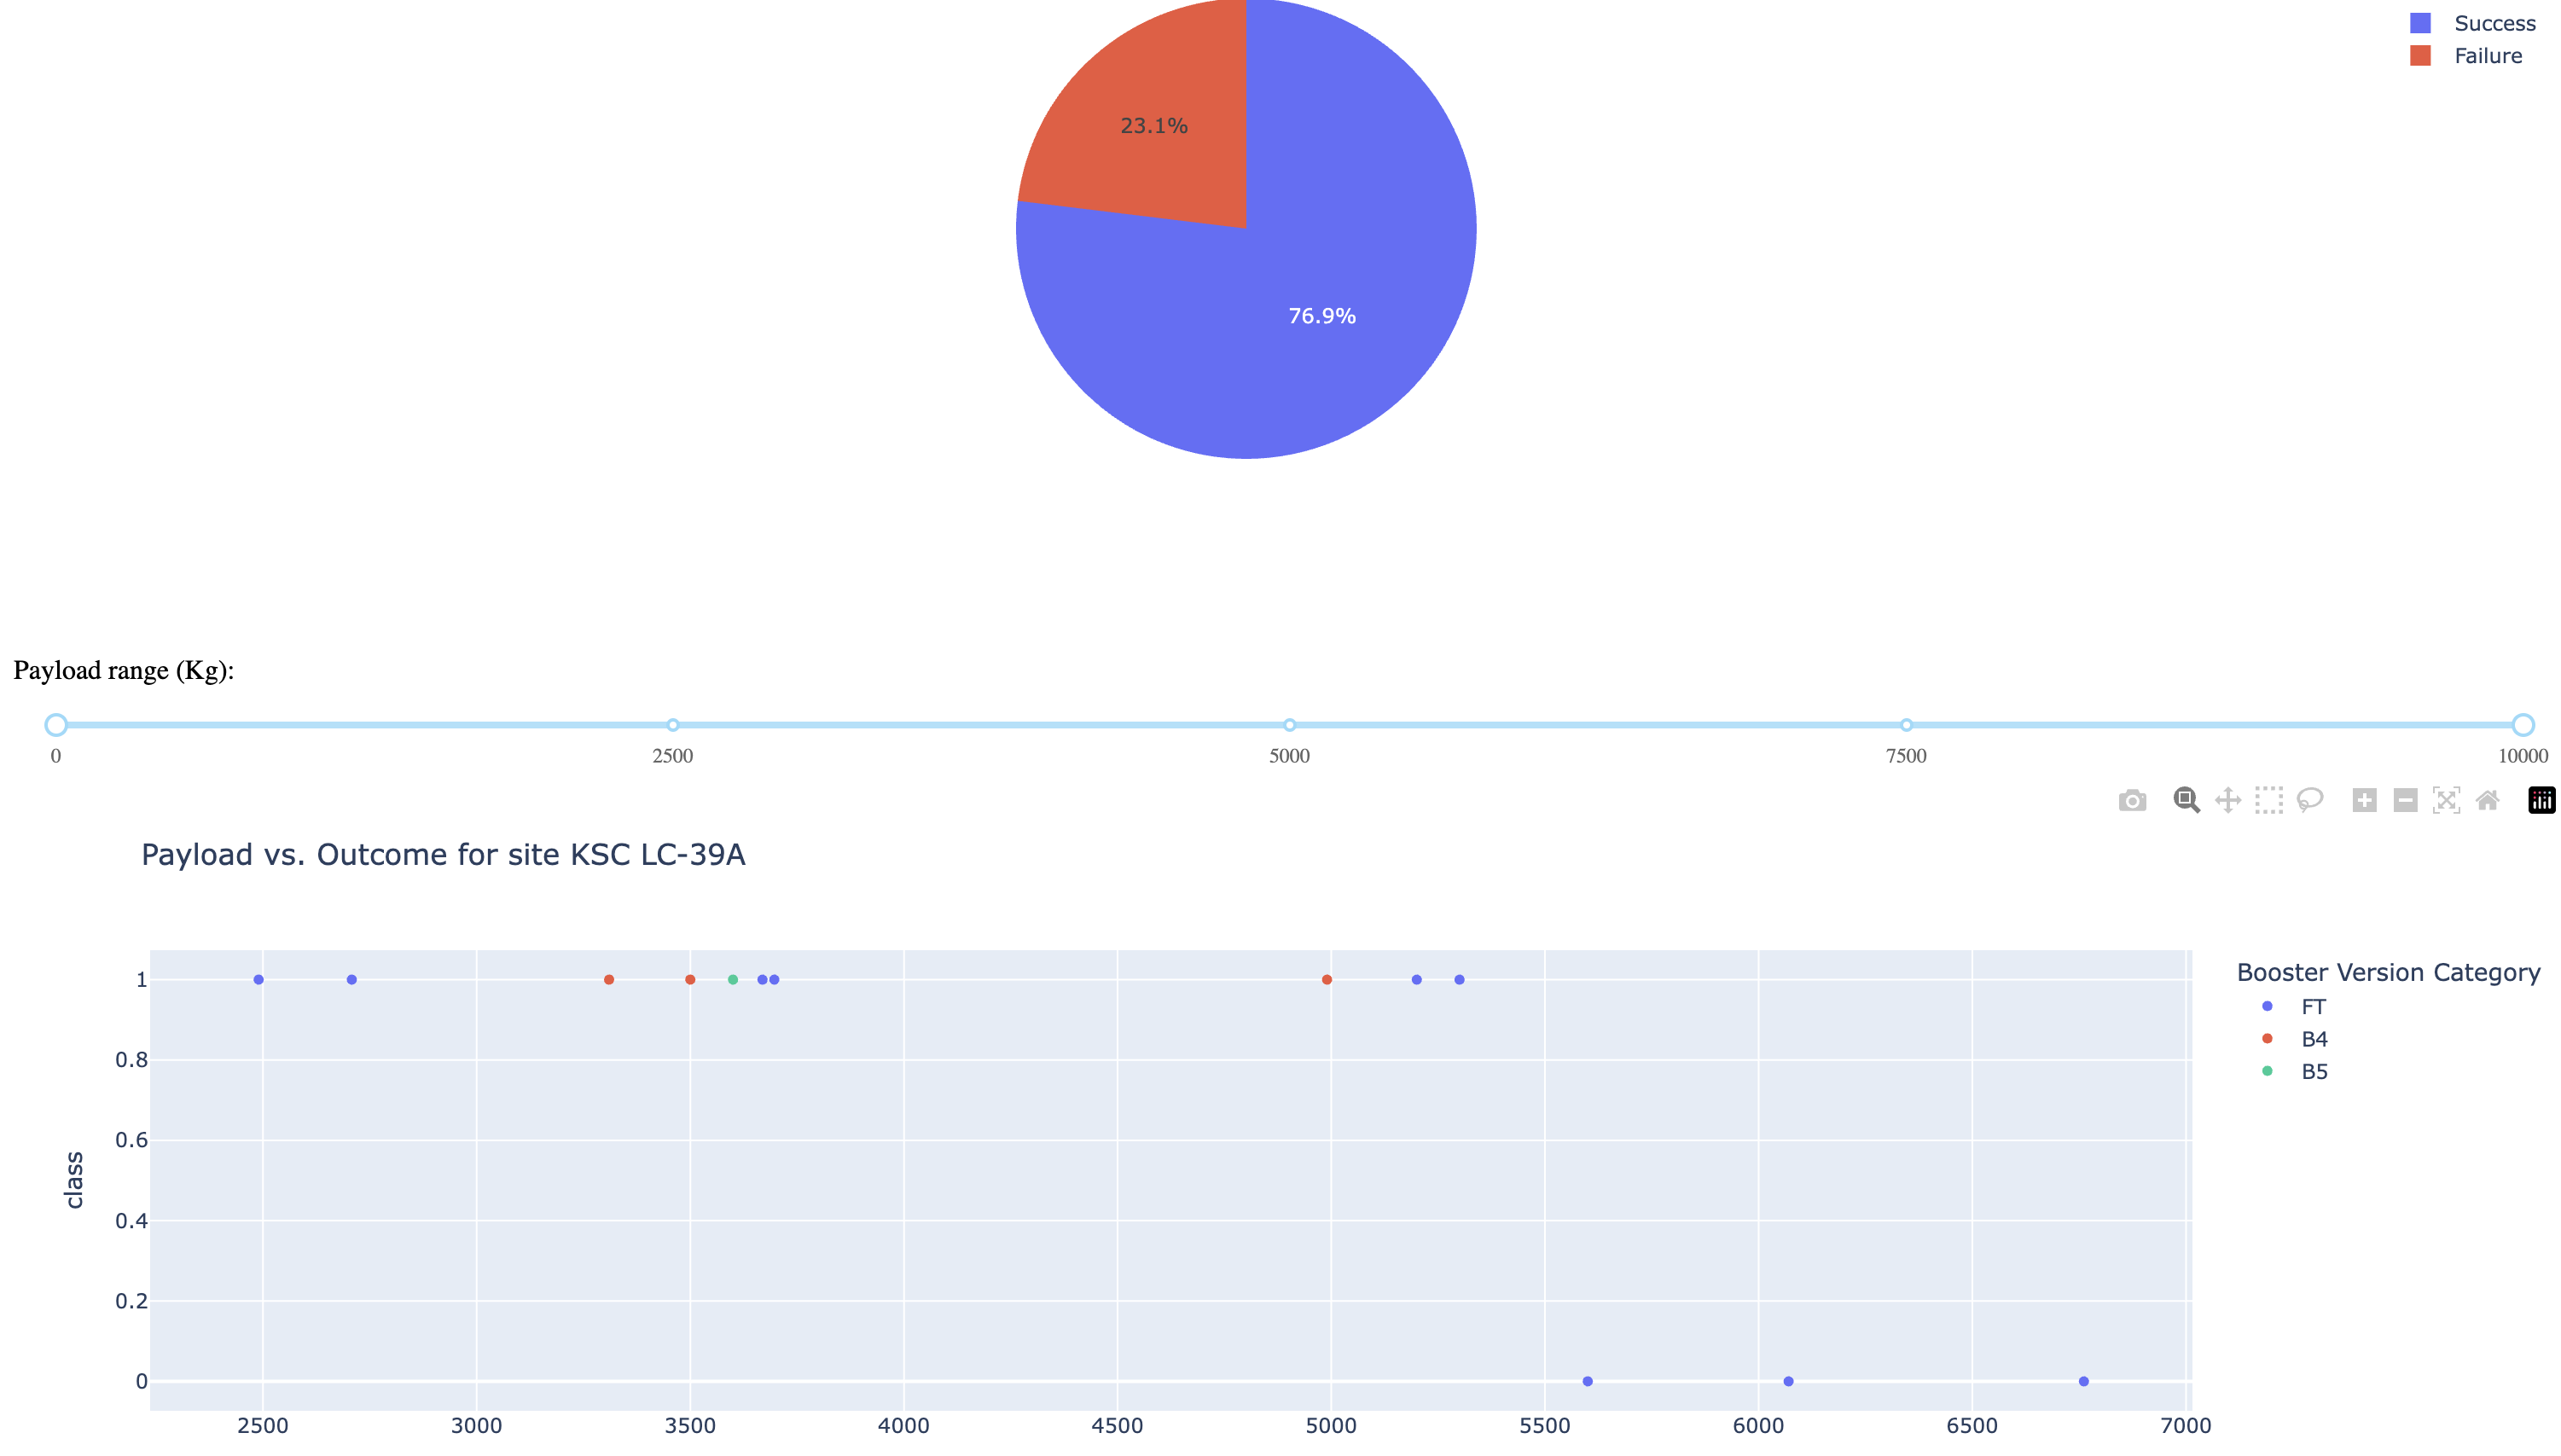 Success
Failure
23.1%
76.9%
Payload range (Kg):
0 2500 5000 7500 10000
Payload vs. Outcome for site KSC LC-39A
Booster Version Category
FT
B4
B5
1
0.8
0.6
0.4
0.2
0
class
2500 3000 3500 4000 4500 5000 5500 6000 6500 7000